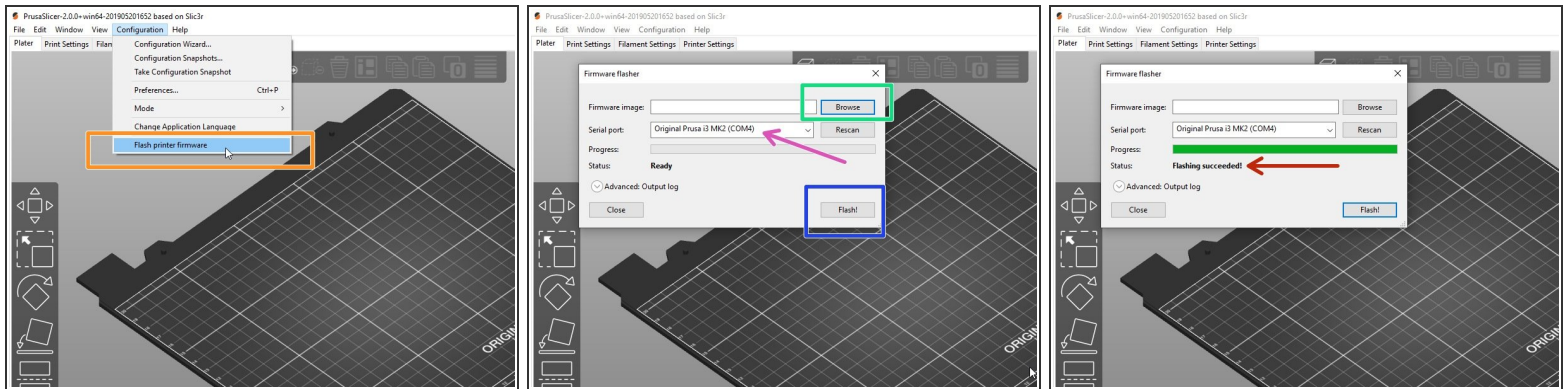 PrusaSlicer-2.0.0+win64-201905201652 based on Slic3r
File Edit Window View Configuration Help
Plater Print Settings Filam
Configuration Wizard...
Configuration Snapshots...
Take Configuration Snapshot
Preferences... Ctrl+P
Mode
Change Application Language
Flash printer firmware
ORIGIN
PrusaSlicer-2.0.0+win64-201905201652 based on Slic3r
File Edit Window View Configuration Help
Plater Print Settings Filament Settings Printer Settings
Firmware flasher
Firmware image: Browse
Serial port: Original Prusa i3 MK2 (COM4) Rescan
Progress:
Status: Ready
Advanced: Output log
Close Flash!
ORIGIN
PrusaSlicer-2.0.0+win64-201905201652 based on Slic3r
File Edit Window View Configuration Help
Plater Print Settings Filament Settings Printer Settings
Firmware flasher
Firmware image: Browse
Serial port: Original Prusa i3 MK2 (COM4) Rescan
Progress:
Status: Flashing succeeded!
Advanced: Output log
Close Flash!
ORIGIN